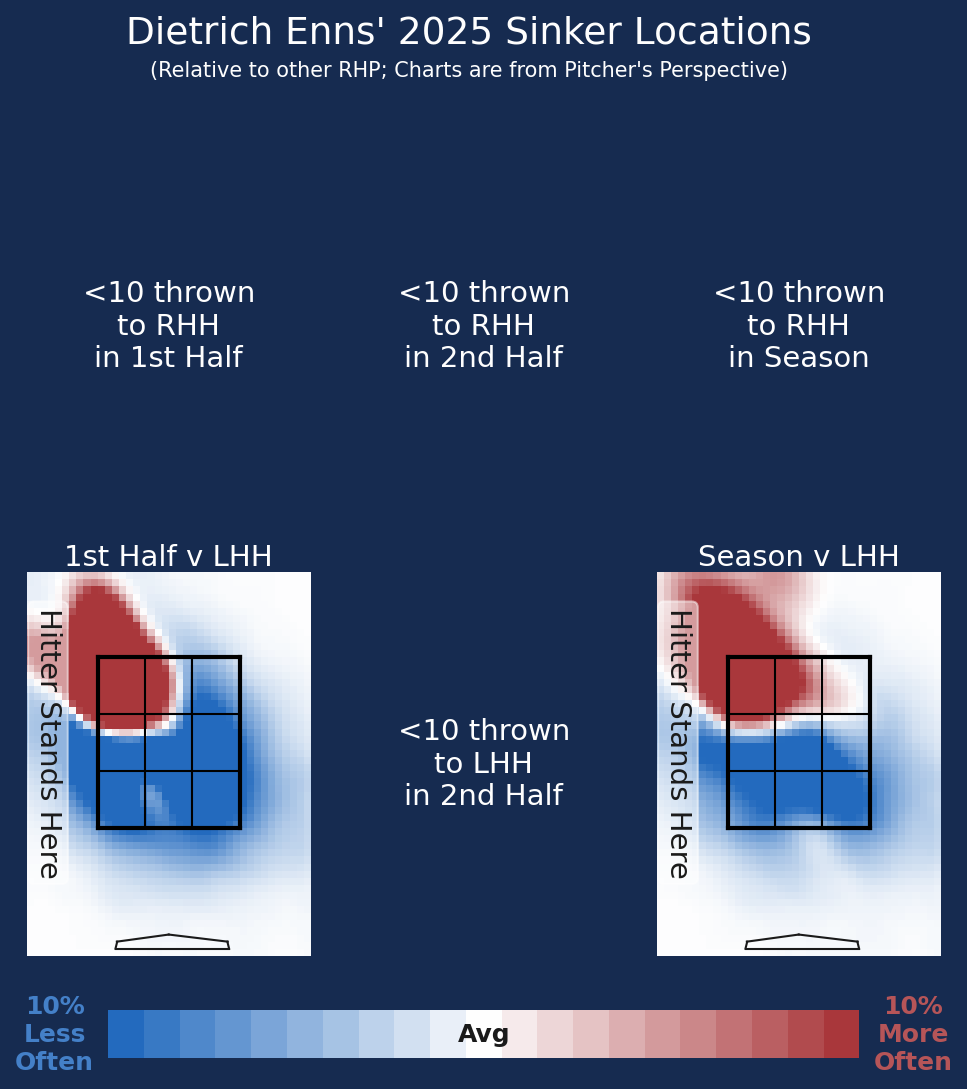 Dietrich Enns' 2025 Sinker Locations
(Relative to other RHP; Charts are from Pitcher's Perspective)
<10 thrown
to RHH
in 1st Half
<10 thrown
to RHH
in 2nd Half
<10 thrown
to RHH
in Season
1st Half v LHH
Hitter Stands Here
<10 thrown
to LHH
in 2nd Half
Season v LHH
Hitter Stands Here
10%
Less
Often
Avg
10%
More
Often